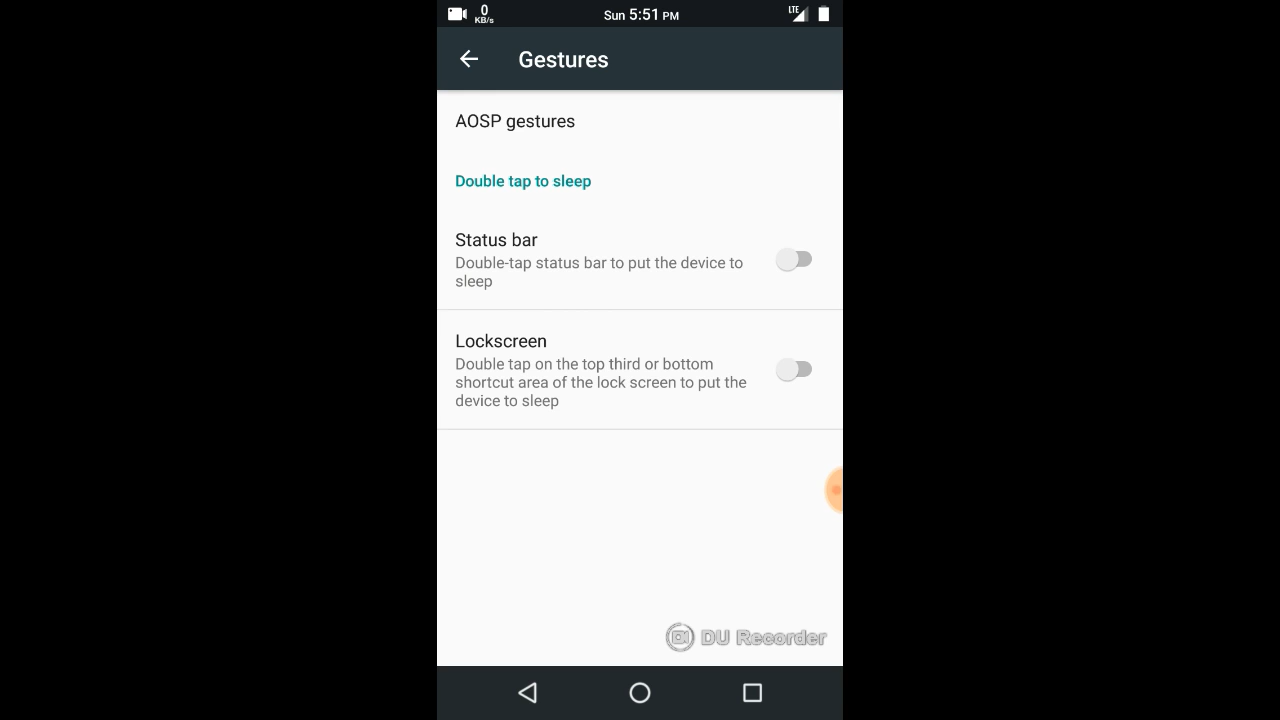 0
KB/s
Sun 5:51 PM
LTE
Gestures
AOSP gestures
Double tap to sleep
Status bar
Double-tap status bar to put the device to
sleep
Lockscreen
Double tap on the top third or bottom
shortcut area of the lock screen to put the
device to sleep
DU Recorder